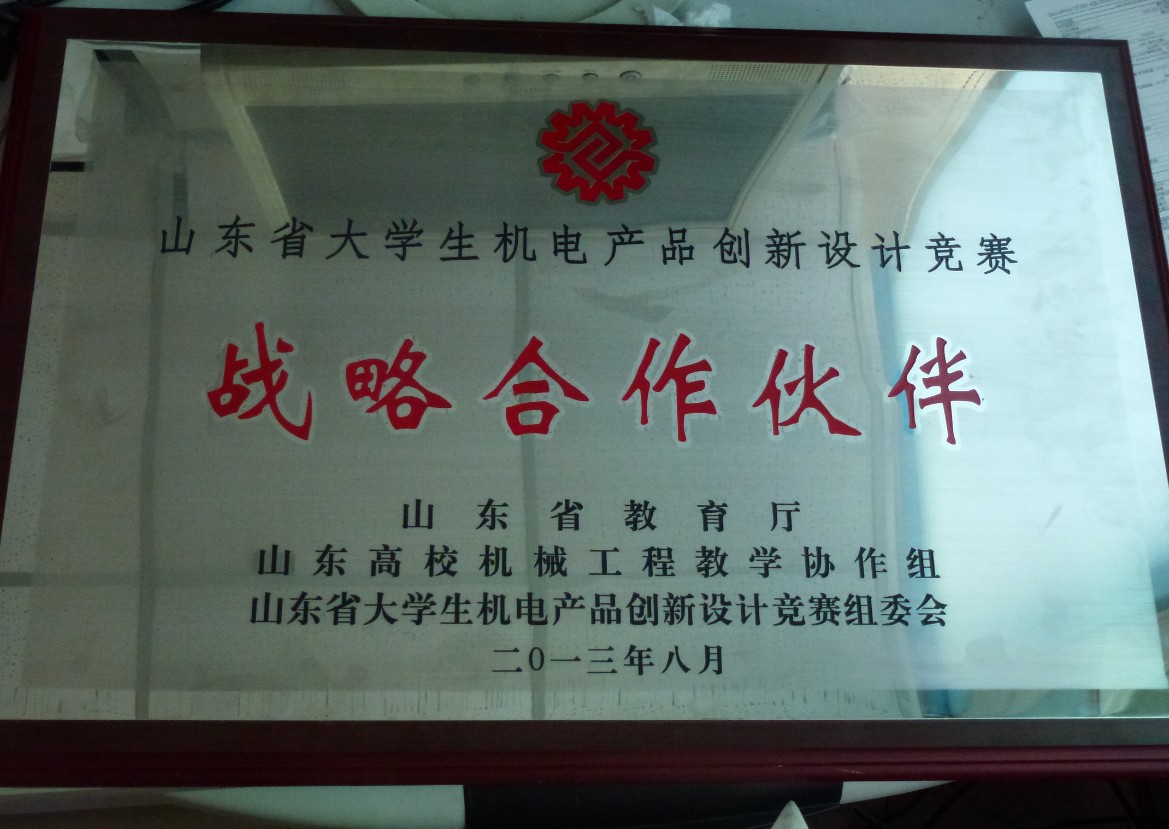 山东省大学生机电产品创新设计竞赛
战略合作伙伴
山东省教育厅
山东高校机械工程教学协作组
山东省大学生机电产品创新设计竞赛组委会
二0一三年八月